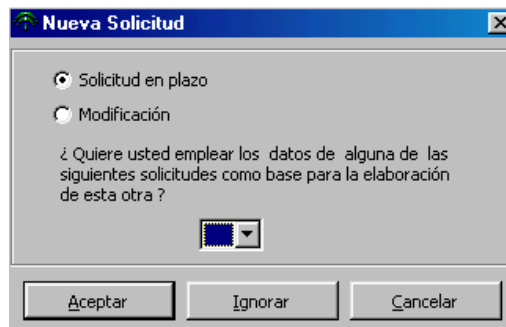 Nueva Solicitud
Solicitud en plazo
Modificación
¿ Quiere usted emplear los datos de alguna de las
siguientes solicitudes como base para la elaboración
de esta otra ?
Aceptar Ignorar Cancelar